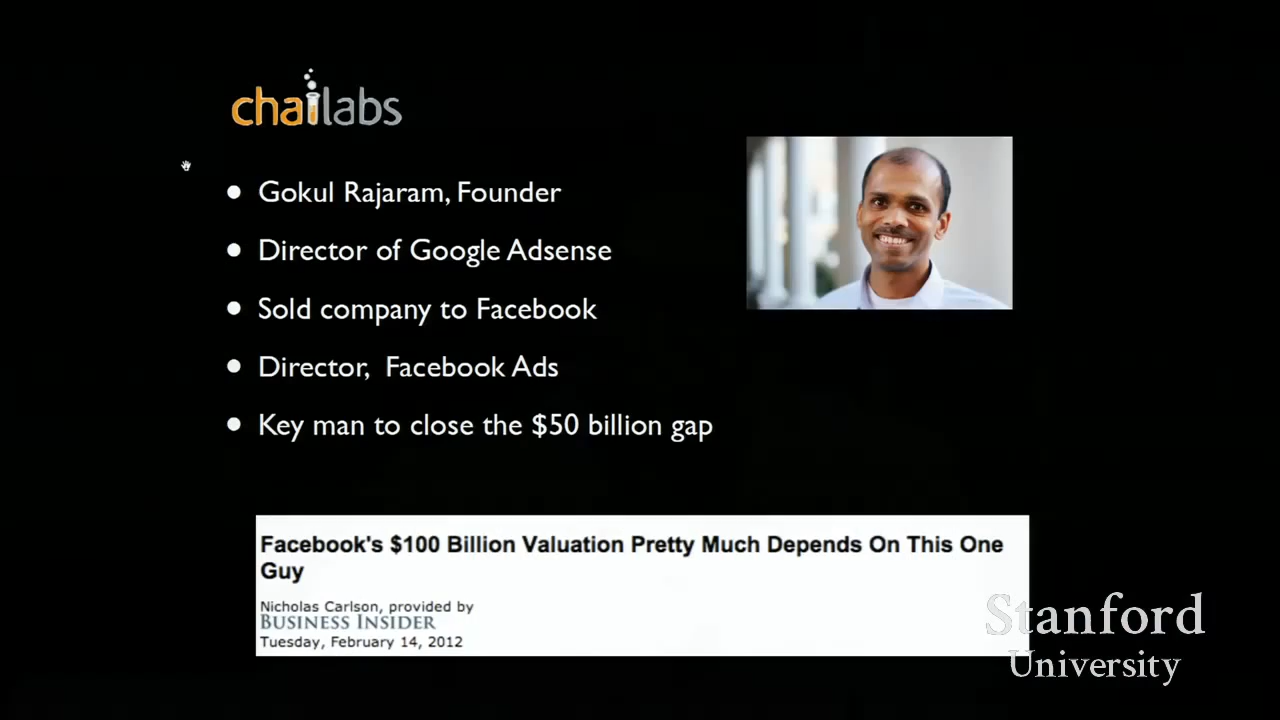 chailabs
Gokul Rajaram, Founder
Director of Google Adsense
Sold company to Facebook
Director, Facebook Ads
Key man to close the $50 billion gap
Facebook's $100 Billion Valuation Pretty Much Depends On This One
Guy
Nicholas Carlson, provided by
BUSINESS INSIDER
Tuesday, February 14, 2012
Stanford
University